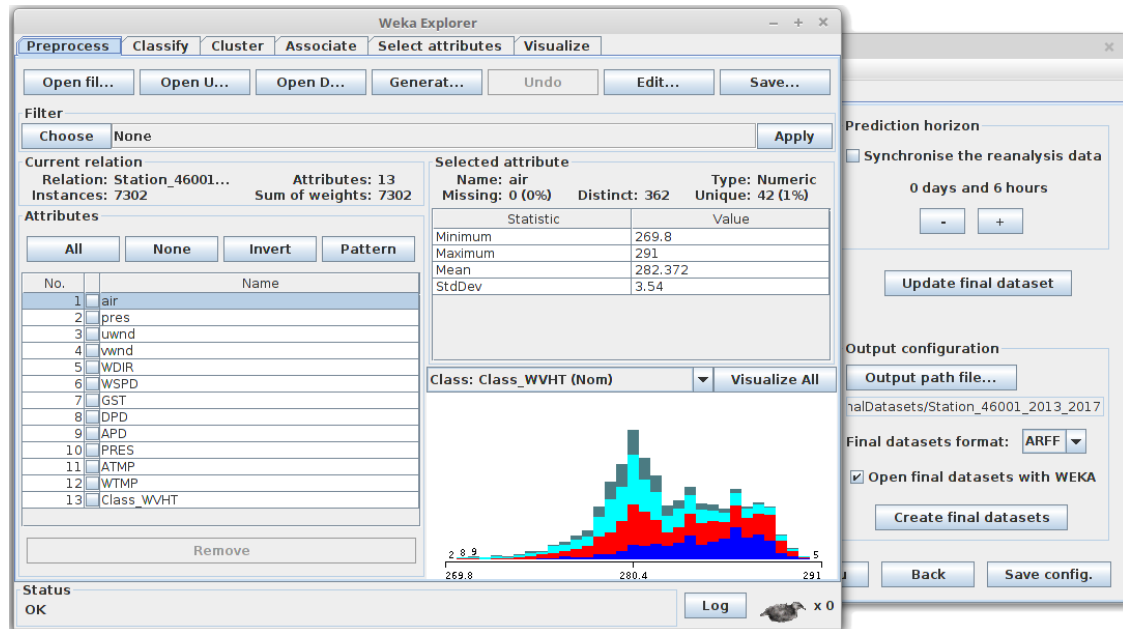 Weka Explorer
Preprocess Classify Cluster Associate Select attributes Visualize
Open fil... Open U... Open D... Generat... Undo Edit... Save...
Filter
Choose None Apply
Current relation
Relation: Station_46001... Attributes: 13
Instances: 7302 Sum of weights: 7302
Attributes
All None Invert Pattern
No. Name
1 air
2 pres
3 uwnd
4 vwnd
5 WDIR
6 WSPD
7 GST
8 DPD
9 APD
10 PRES
11 ATMP
12 WTMP
13 Class_WVHT
Remove
Selected attribute
Name: air Type: Numeric
Missing: 0 (0%) Distinct: 362 Unique: 42 (1%)
Statistic Value
Minimum 269.8
Maximum 291
Mean 282.372
StdDev 3.54
Class: Class_WVHT (Nom) Visualize All
2 8 9 5
269.8 280.4 291
Status
OK
Log x 0
Prediction horizon
Synchronise the reanalysis data
0 days and 6 hours
- +
Update final dataset
Output configuration
Output path file...
nalDatasets/Station_46001_2013_2017
Final datasets format: ARFF
Open final datasets with WEKA
Create final datasets
Back Save config.